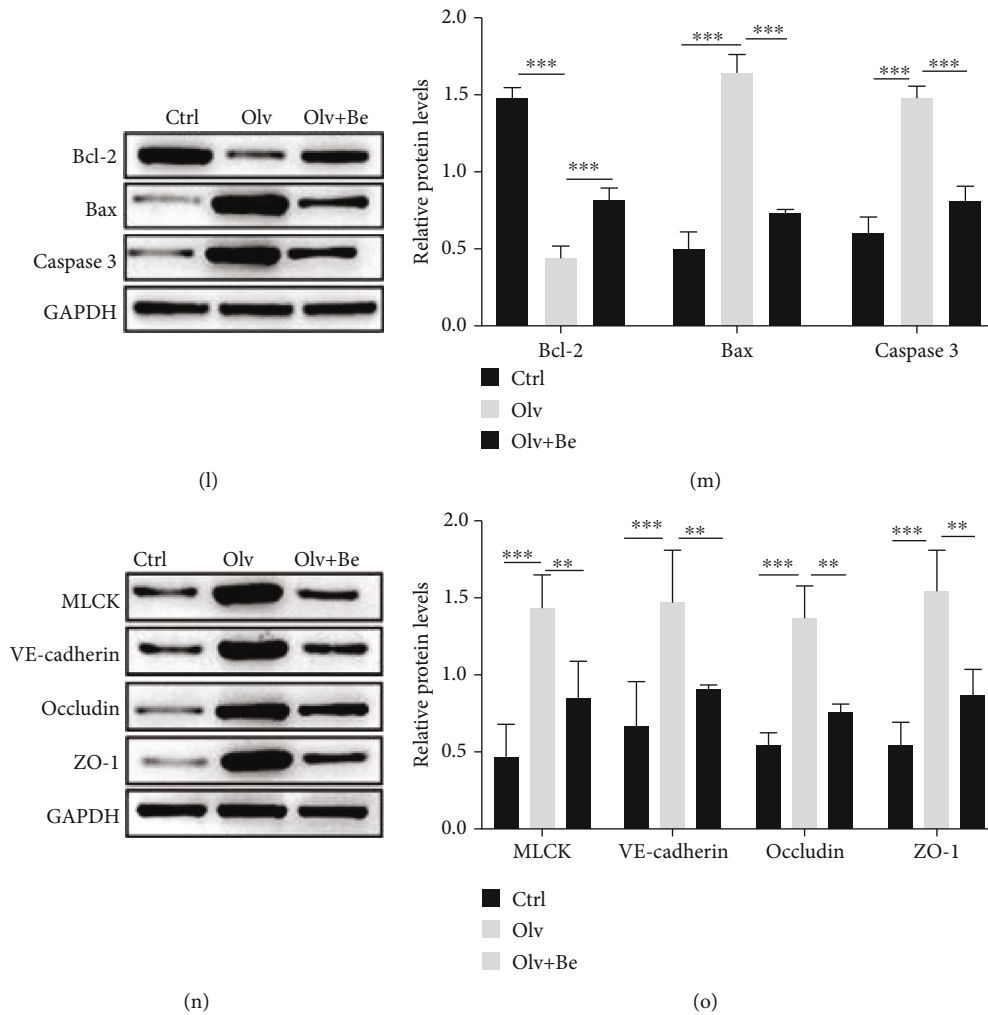 Ctrl Olv Olv+Be
Bcl-2
Bax
Caspase 3
GAPDH
(l)
Relative protein levels
2.0
1.5
1.0
0.5
0.0
*** *** *** *** *** ***
Bcl-2 Bax Caspase 3
Ctrl
Olv
Olv+Be
(m)
Ctrl Olv Olv+Be
MLCK
VE-cadherin
Occludin
ZO-1
GAPDH
(n)
Relative protein levels
2.0
1.5
1.0
0.5
0.0
*** ** *** ** *** ** *** **
MLCK VE-cadherin Occludin ZO-1
Ctrl
Olv
Olv+Be
(o)